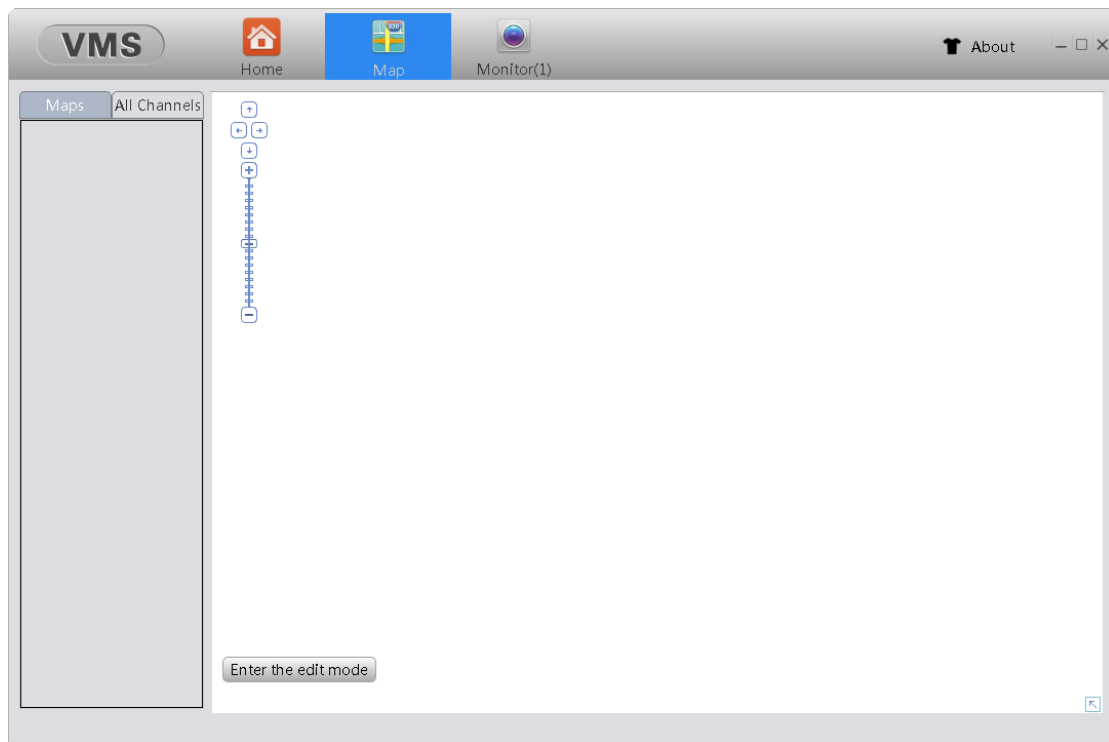 VMS
Home
Map
Monitor(1)
About
Maps
All Channels
Enter the edit mode